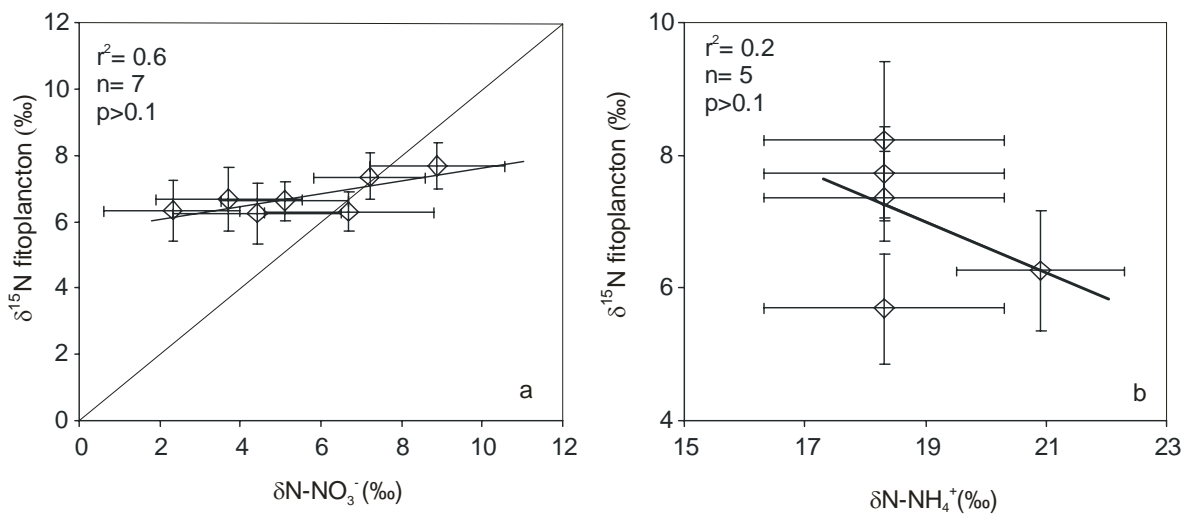 r²= 0.6
n= 7
p>0.1
12
10
8
6
4
2
0
δ¹⁵N fitoplancton (‰)
0 2 4 6 8 10 12
δN-NO₃⁻(‰)
a
r²= 0.2
n= 5
p>0.1
10
8
6
4
δ¹⁵N fitoplancton (‰)
15 17 19 21 23
δN-NH₄⁺(‰)
b